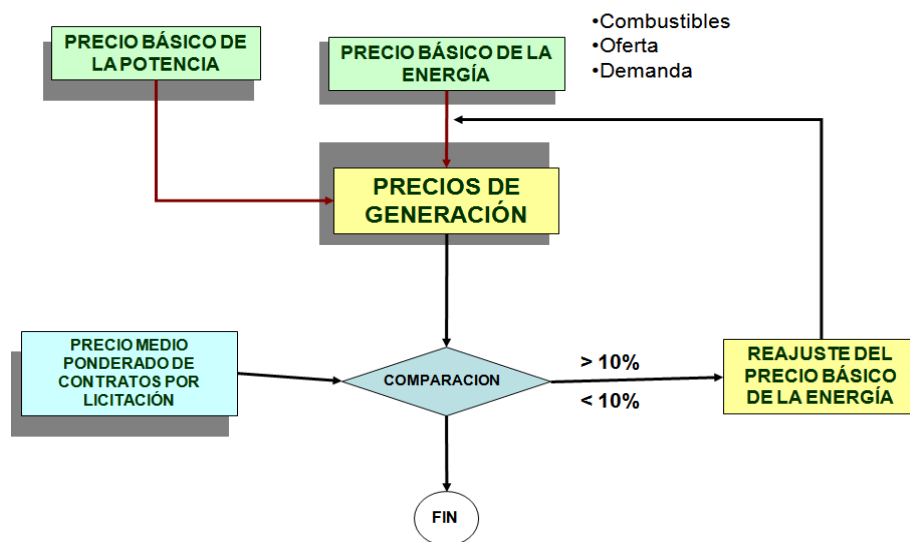 PRECIO BÁSICO DE
LA POTENCIA
PRECIO BÁSICO DE LA
ENERGÍA
•Combustibles
•Oferta
•Demanda
PRECIOS DE
GENERACIÓN
PRECIO MEDIO
PONDERADO DE
CONTRATOS POR
LICITACIÓN
COMPARACION
> 10%
< 10%
REAJUSTE DEL
PRECIO BÁSICO
DE LA ENERGÍA
FIN